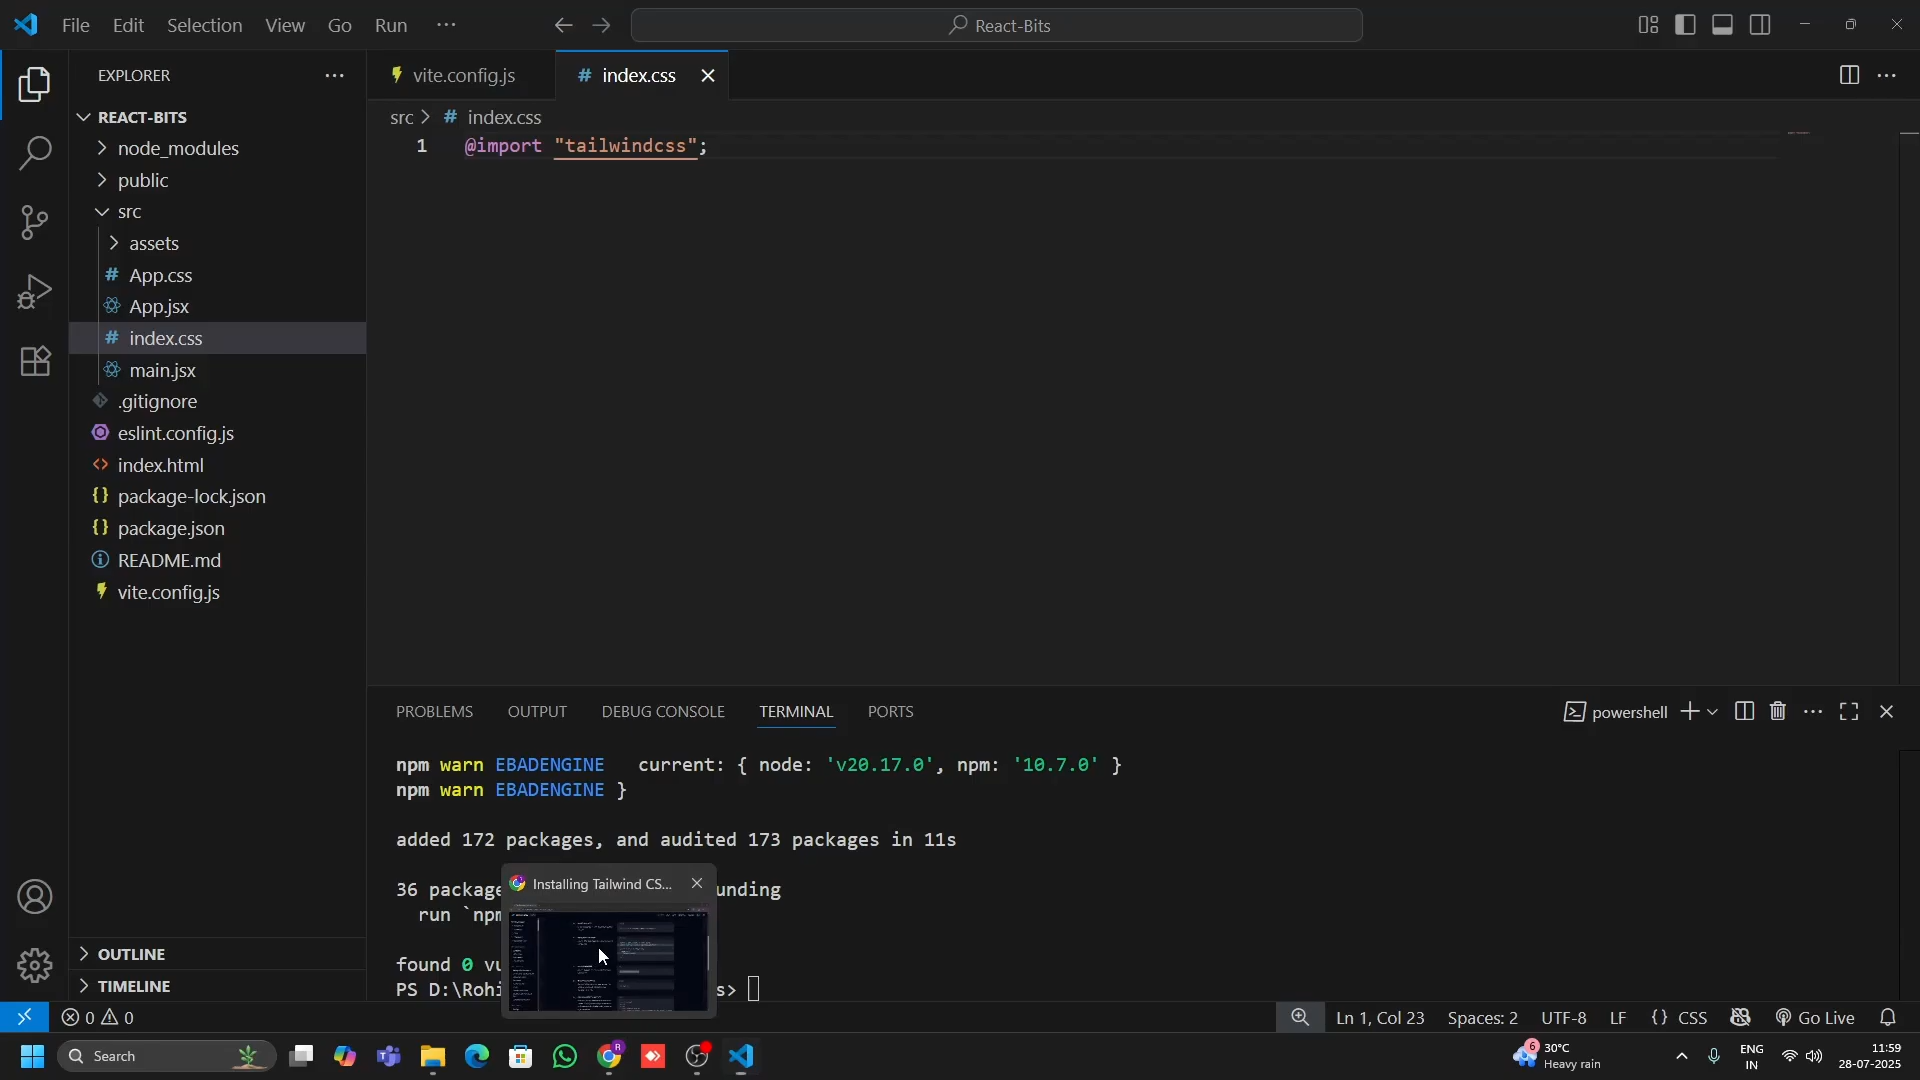 File Edit Selection View Go Run ···
React-Bits
EXPLORER
vite.config.js
# index.css
REACT-BITS
src > # index.css
node_modules
1 @import "tailwindcss";
public
src
assets
# App.css
App.jsx
# index.css
main.jsx
.gitignore
eslint.config.js
<> index.html
{} package-lock.json
{} package.json
README.md
vite.config.js
PROBLEMS OUTPUT DEBUG CONSOLE TERMINAL PORTS
powershell
npm warn EBADENGINE   current: { node: 'v20.17.0', npm: '10.7.0' }
npm warn EBADENGINE }
added 172 packages, and audited 173 packages in 11s
Installing Tailwind CS...
36 package
unding
run `npm
found 0 vu
PS D:\Rohi
s>
OUTLINE
TIMELINE
0 0
Ln 1, Col 23 Spaces: 2 UTF-8 LF {} CSS Go Live
Search
R
6
30°C
Heavy rain
ENG
IN
11:59
28-07-2025